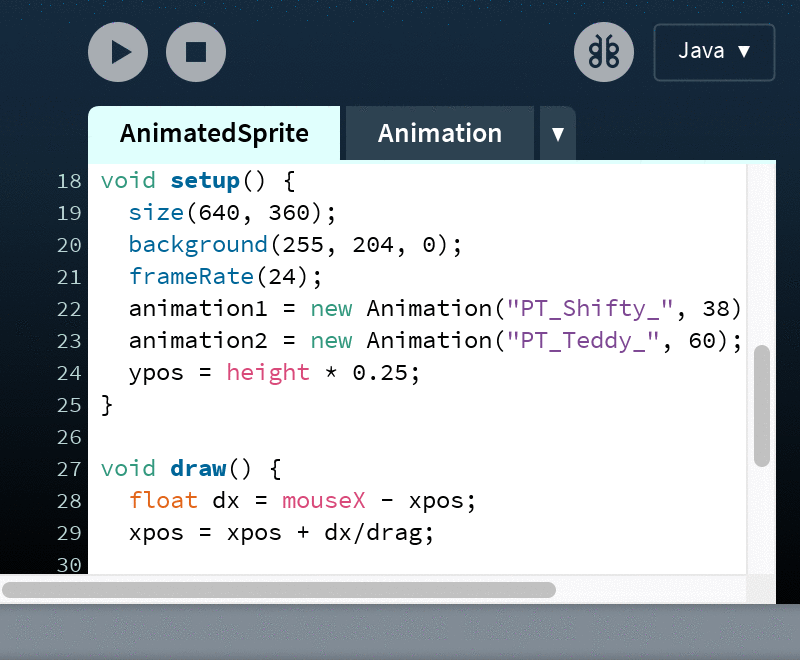 Java ▼
AnimatedSprite Animation ▼
18 void setup() {
19   size(640, 360);
20   background(255, 204, 0);
21   frameRate(24);
22   animation1 = new Animation("PT_Shifty_", 38)
23   animation2 = new Animation("PT_Teddy_", 60);
24   ypos = height * 0.25;
25 }
26
27 void draw() {
28   float dx = mouseX - xpos;
29   xpos = xpos + dx/drag;
30